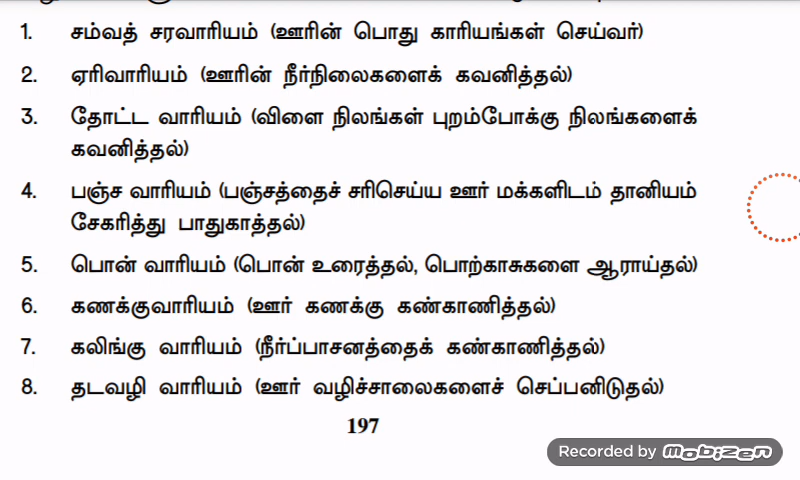 1. சம்வத் சரவாரியம் (ஊரின் பொது காரியங்கள் செய்வர்)
2. ஏரிவாரியம் (ஊரின் நீர்நிலைகளைக் கவனித்தல்)
3. தோட்ட வாரியம் (விளை நிலங்கள் புறம்போக்கு நிலங்களைக்
கவனித்தல்)
4. பஞ்ச வாரியம் (பஞ்சத்தைச் சரிசெய்ய ஊர் மக்களிடம் தானியம்
சேகரித்து பாதுகாத்தல்)
5. பொன் வாரியம் (பொன் உரைத்தல், பொற்காசுகளை ஆராய்தல்)
6. கணக்குவாரியம் (ஊர் கணக்கு கண்காணித்தல்)
7. கலிங்கு வாரியம் (நீர்ப்பாசனத்தைக் கண்காணித்தல்)
8. தடவழி வாரியம் (ஊர் வழிச்சாலைகளைச் செப்பனிடுதல்)
197
Recorded by mobizen